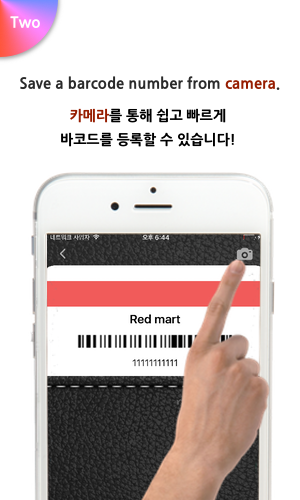 Two
Save a barcode number from camera.
카메라를 통해 쉽고 빠르게
바코드를 등록할 수 있습니다!
네트워크 사업자 오후 6:44
Red mart
11111111111